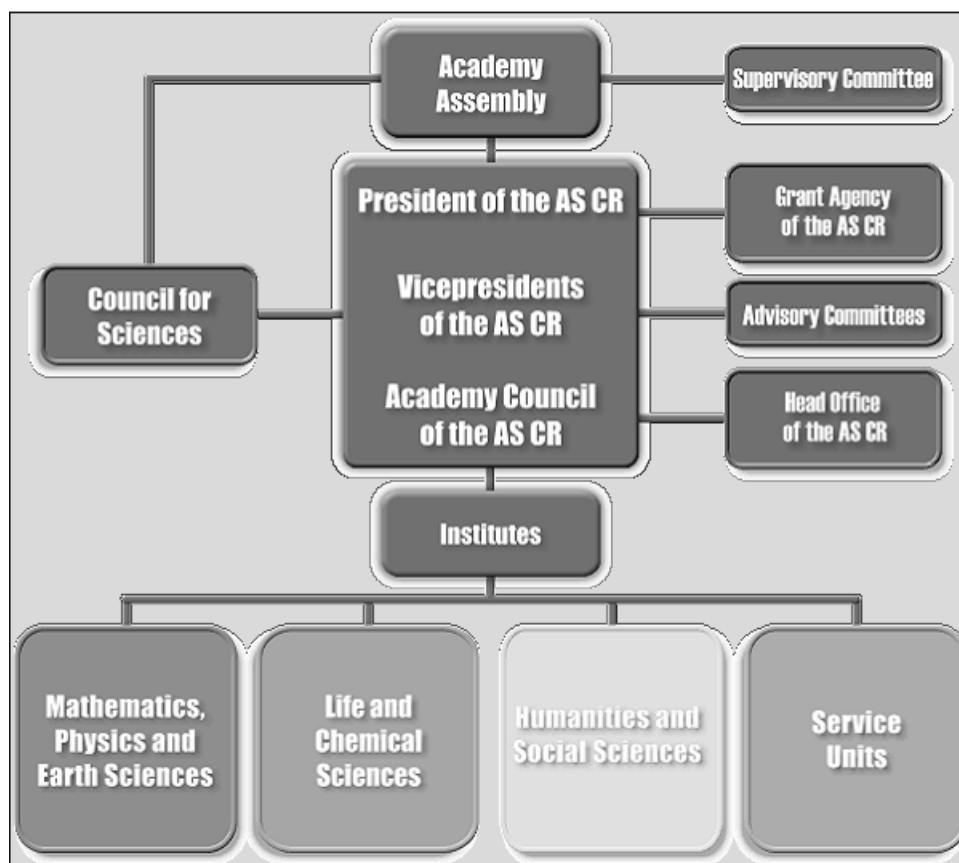 Academy
Assembly
Supervisory Committee
President of the AS CR
Grant Agency
of the AS CR
Council for
Sciences
Vicepresidents
of the AS CR
Advisory Committees
Academy Council
of the AS CR
Head Office
of the AS CR
Institutes
Mathematics,
Physics and
Earth Sciences
Life and
Chemical
Sciences
Humanities and
Social Sciences
Service
Units